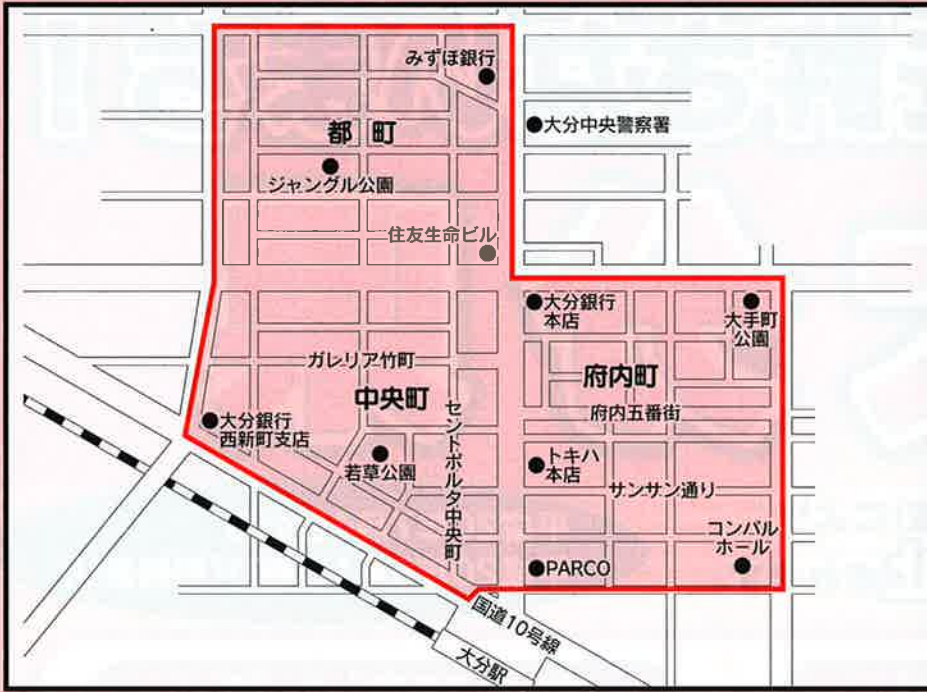 みずほ銀行
大分中央警察署
都町
ジャングル公園
住友生命ビル
大分銀行
本店
大手町
公園
ガレリア竹町
府内町
中央町
府内五番街
大分銀行
西新町支店
セントポルタ中央町
若草公園
トキハ
本店
サンサン通り
コンパル
ホール
PARCO
国道10号線
大分駅